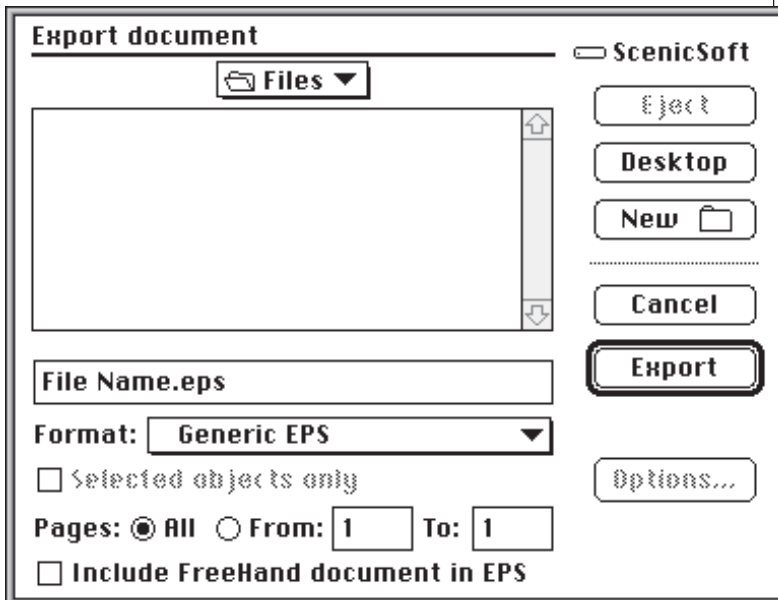 Export document
ScenicSoft
Files
Eject
Desktop
New
Cancel
Export
File Name.eps
Format: Generic EPS
Selected objects only
Options...
Pages: All From: 1 To: 1
Include FreeHand document in EPS